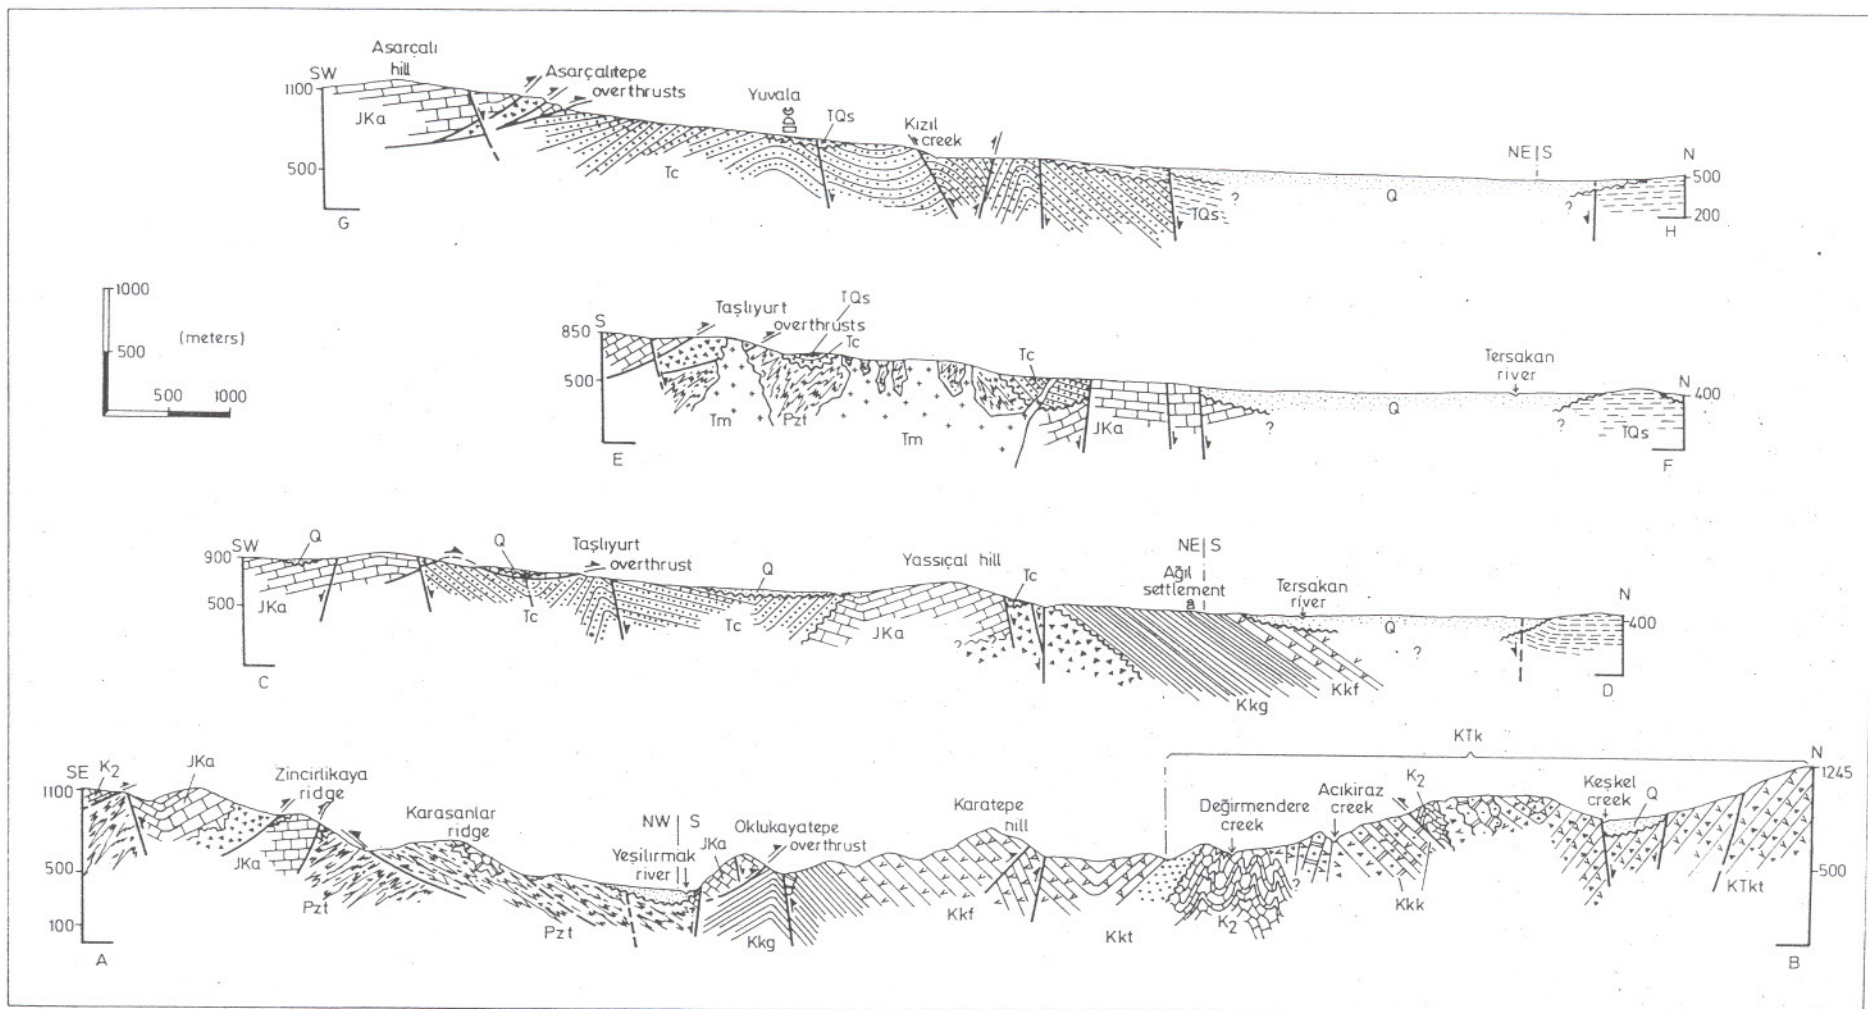 Asarçalı
hill
SW
1100
500
JKa
G
Asarçalıtepe
overthrusts
Tc
Yuvala
TQs
Kızıl
creek
TQs
?
Q
NE|S
?
N
500
200
H
1000
500
(meters)
500
1000
S
850
500
E
Taşlıyurt
overthrusts
TQs
Tc
Tm
Pzt
Tm
Tc
JKa
?
Q
Tersakan
river
?
TQs
N
400
F
SW
900
500
C
Q
JKa
Q
Tc
Taşlıyurt
overthrust
Tc
Q
JKa
Yassıçal hill
?
Tc
NE|S
Ağıl
settlement
Kkg
Kkf
Tersakan
river
Q
?
N
400
D
SE
K2
1100
500
100
A
JKa
Zincirlikaya
ridge
JKa
Pzt
Karasanlar
ridge
Pzt
NW|S
Yeşilırmak
river
JKa
Oklukayatepe
overthrust
Kkg
Kkf
Karatepe
hill
Kkt
KTk
Değirmendere
creek
K2
?
Acıkiraz
creek
Kkk
K2
Keşkel
creek
Q
KTkt
N
1245
500
B